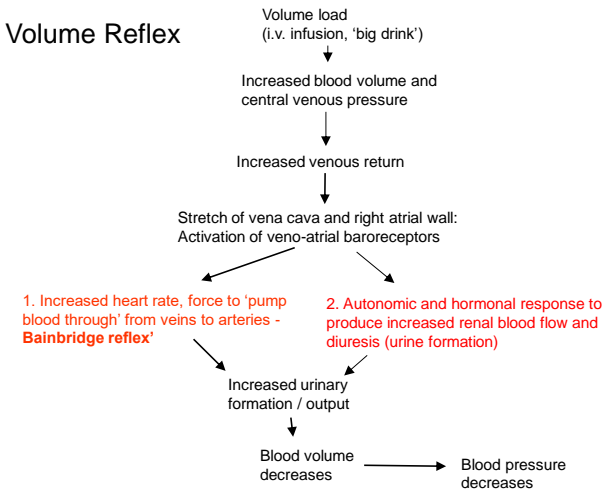 Volume Reflex
Volume load
(i.v. infusion, ‘big drink’)
Increased blood volume and
central venous pressure
Increased venous return
Stretch of vena cava and right atrial wall:
Activation of veno-atrial baroreceptors
1. Increased heart rate, force to ‘pump
blood through’ from veins to arteries -
Bainbridge reflex’
2. Autonomic and hormonal response to
produce increased renal blood flow and
diuresis (urine formation)
Increased urinary
formation / output
Blood volume
decreases
Blood pressure
decreases